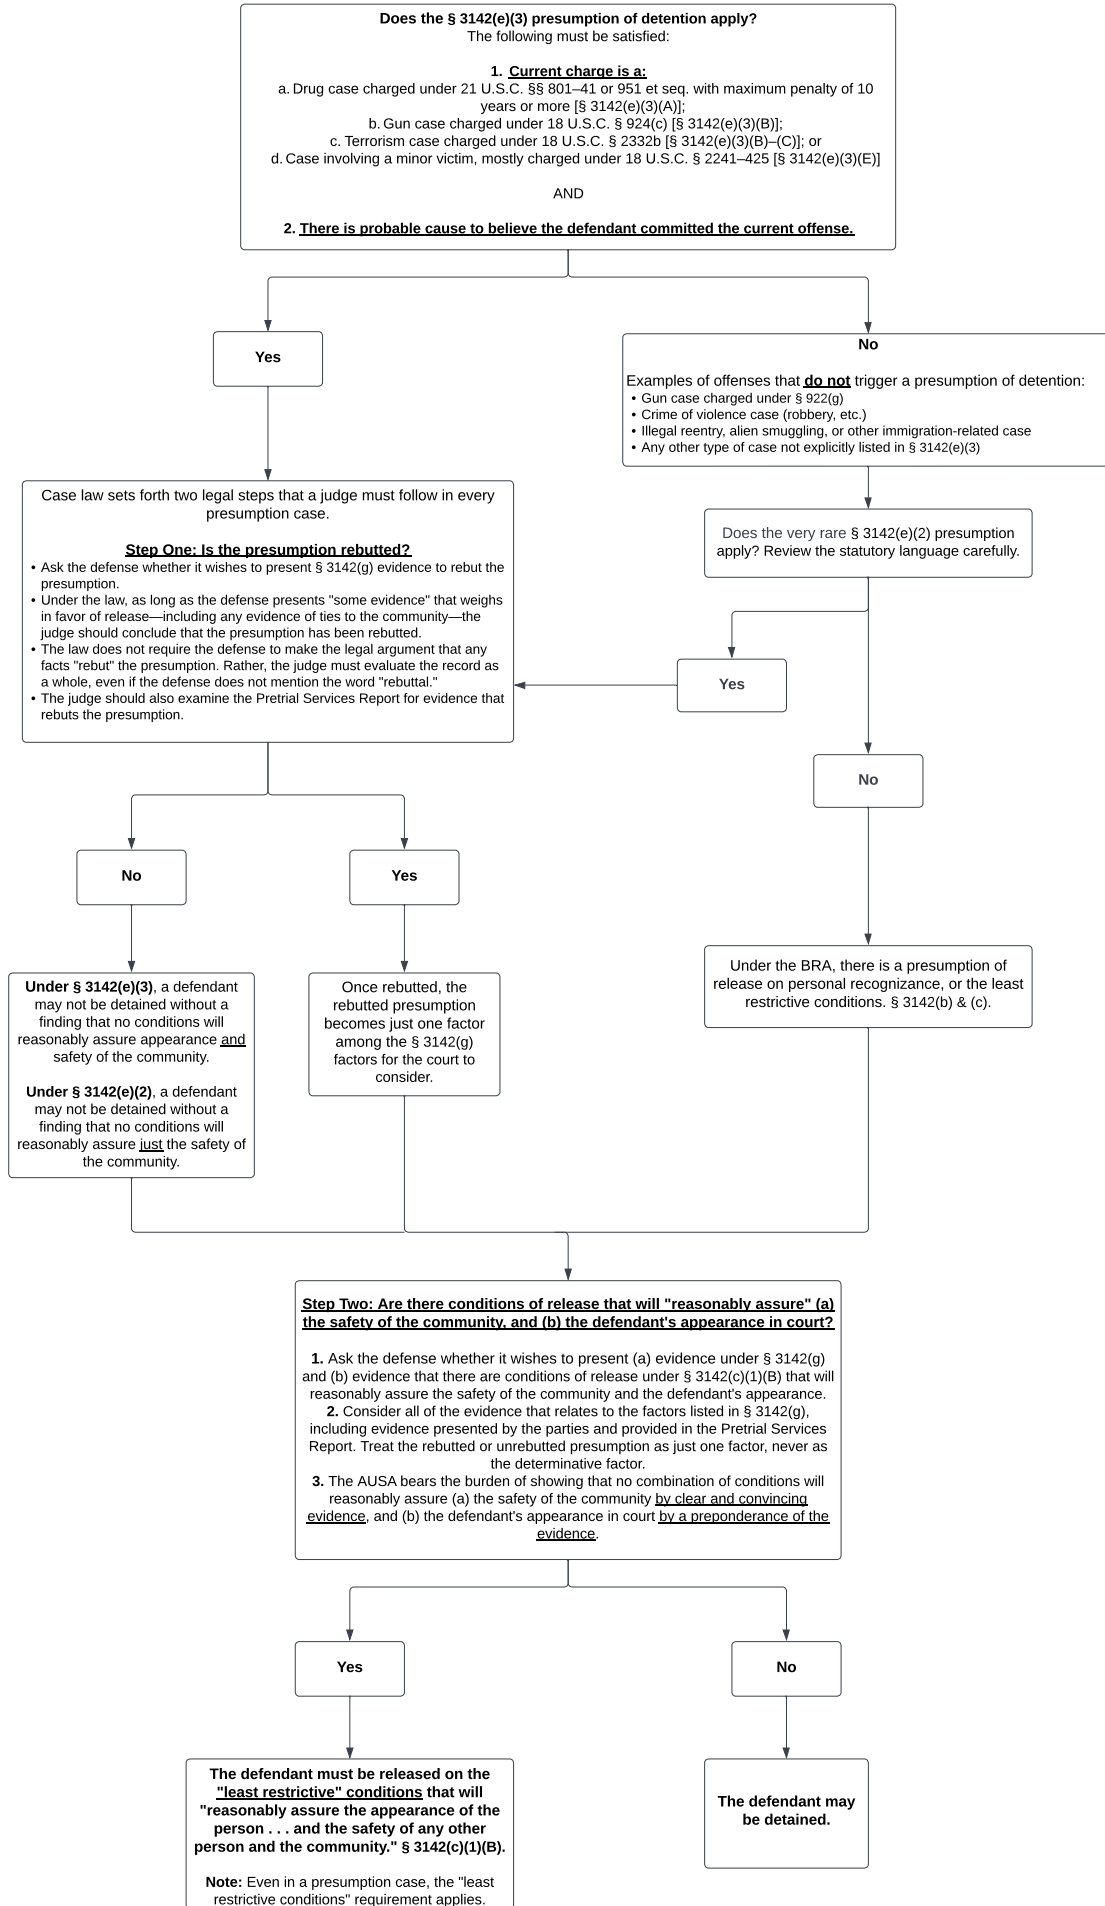 Does the § 3142(e)(3) presumption of detention apply?
The following must be satisfied:
1. Current charge is a:
a. Drug case charged under 21 U.S.C. §§ 801–41 or 951 et seq. with maximum penalty of 10
years or more [§ 3142(e)(3)(A)];
b. Gun case charged under 18 U.S.C. § 924(c) [§ 3142(e)(3)(B)];
c. Terrorism case charged under 18 U.S.C. § 2332b [§ 3142(e)(3)(B)–(C)]; or
d. Case involving a minor victim, mostly charged under 18 U.S.C. § 2241–425 [§ 3142(e)(3)(E)]
AND
2. There is probable cause to believe the defendant committed the current offense.
Yes
No
Examples of offenses that do not trigger a presumption of detention:
• Gun case charged under § 922(g)
• Crime of violence case (robbery, etc.)
• Illegal reentry, alien smuggling, or other immigration-related case
• Any other type of case not explicitly listed in § 3142(e)(3)
Case law sets forth two legal steps that a judge must follow in every
presumption case.
Step One: Is the presumption rebutted?
• Ask the defense whether it wishes to present § 3142(g) evidence to rebut the
presumption.
• Under the law, as long as the defense presents "some evidence" that weighs
in favor of release—including any evidence of ties to the community—the
judge should conclude that the presumption has been rebutted.
• The law does not require the defense to make the legal argument that any
facts "rebut" the presumption. Rather, the judge must evaluate the record as
a whole, even if the defense does not mention the word "rebuttal."
• The judge should also examine the Pretrial Services Report for evidence that
rebuts the presumption.
Does the very rare § 3142(e)(2) presumption
apply? Review the statutory language carefully.
Yes
No
No
Yes
Under § 3142(e)(3), a defendant
may not be detained without a
finding that no conditions will
reasonably assure appearance and
safety of the community.
Under § 3142(e)(2), a defendant
may not be detained without a
finding that no conditions will
reasonably assure just the safety of
the community.
Once rebutted, the
rebutted presumption
becomes just one factor
among the § 3142(g)
factors for the court to
consider.
Under the BRA, there is a presumption of
release on personal recognizance, or the least
restrictive conditions. § 3142(b) & (c).
Step Two: Are there conditions of release that will "reasonably assure" (a)
the safety of the community, and (b) the defendant's appearance in court?
1. Ask the defense whether it wishes to present (a) evidence under § 3142(g)
and (b) evidence that there are conditions of release under § 3142(c)(1)(B) that will
reasonably assure the safety of the community and the defendant's appearance.
2. Consider all of the evidence that relates to the factors listed in § 3142(g),
including evidence presented by the parties and provided in the Pretrial Services
Report. Treat the rebutted or unrebutted presumption as just one factor, never as
the determinative factor.
3. The AUSA bears the burden of showing that no combination of conditions will
reasonably assure (a) the safety of the community by clear and convincing
evidence, and (b) the defendant's appearance in court by a preponderance of the
evidence.
Yes
No
The defendant must be released on the
"least restrictive" conditions that will
"reasonably assure the appearance of the
person . . . and the safety of any other
person and the community." § 3142(c)(1)(B).
Note: Even in a presumption case, the "least
restrictive conditions" requirement applies.
The defendant may
be detained.